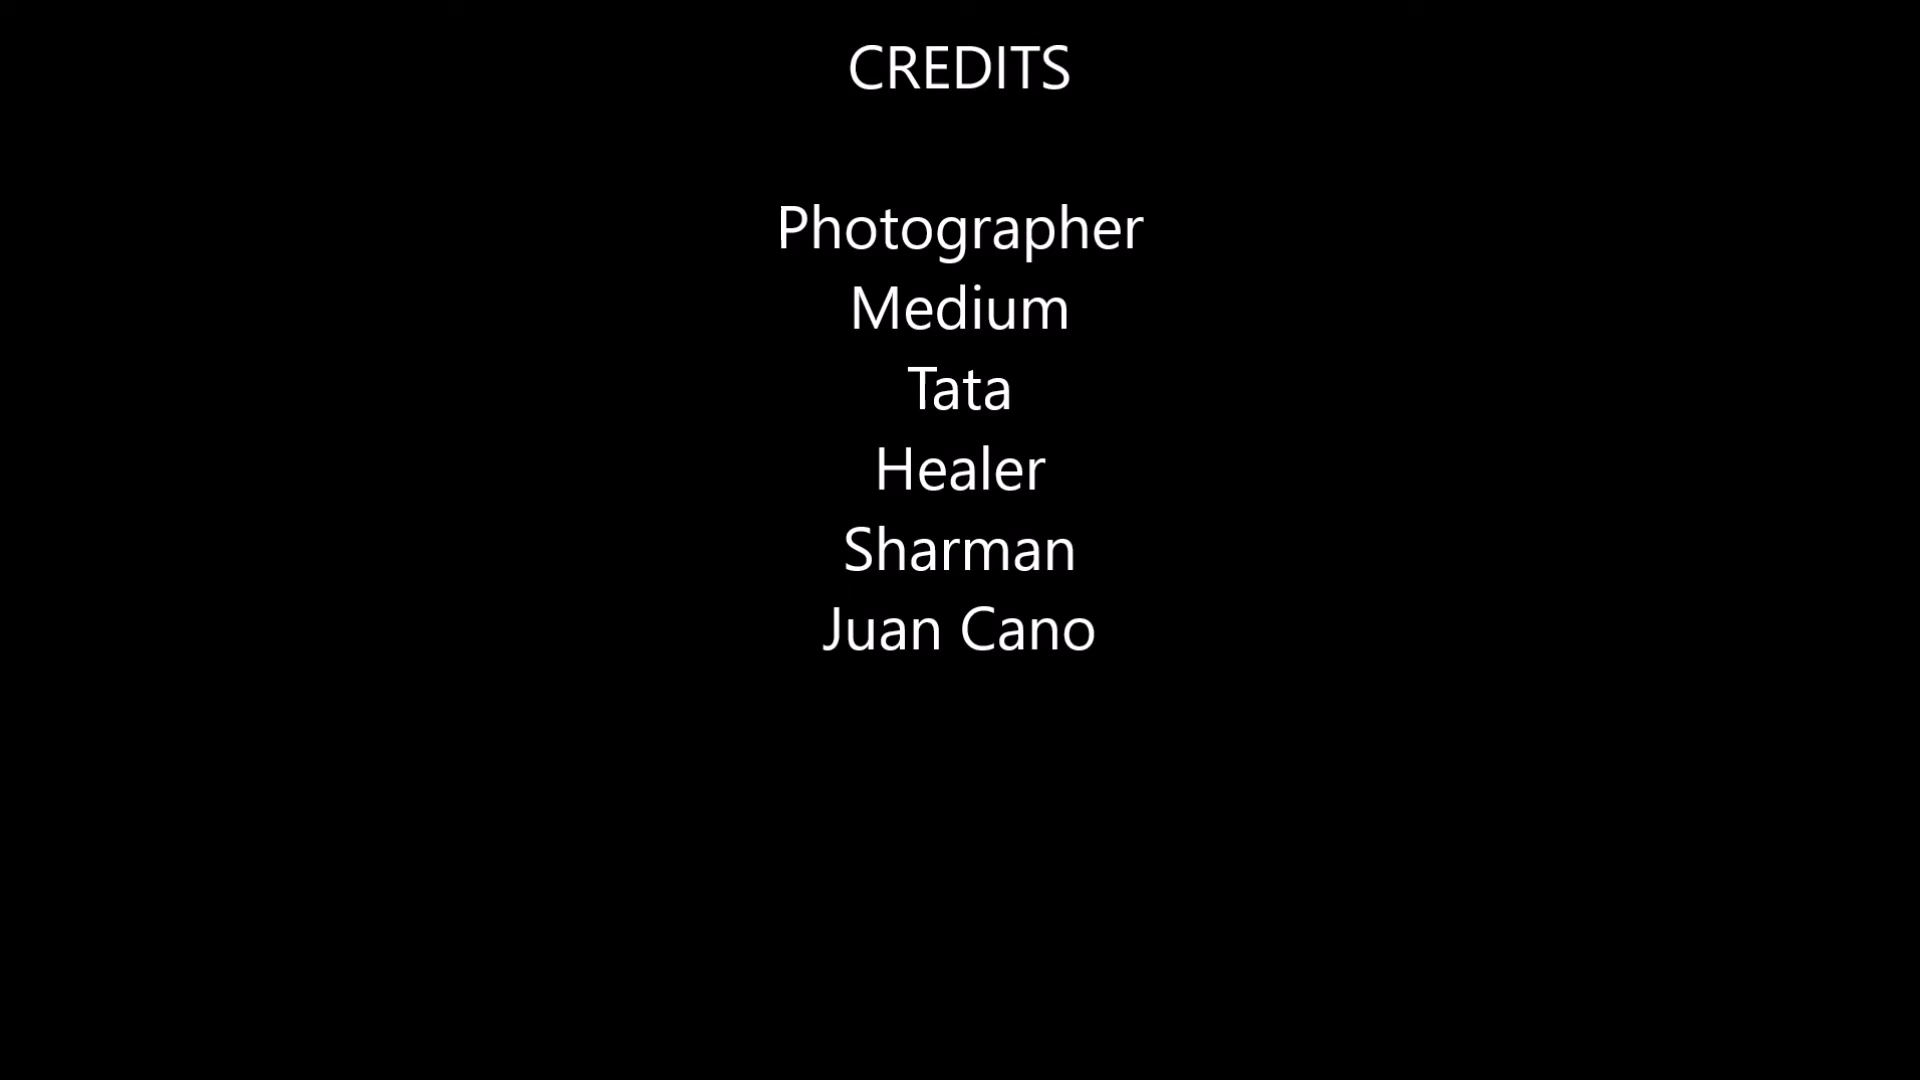 CREDITS
Photographer
Medium
Tata
Healer
Sharman
Juan Cano